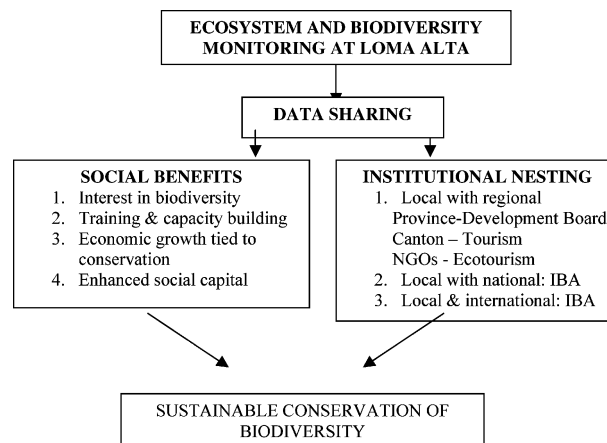 ECOSYSTEM AND BIODIVERSITY
MONITORING AT LOMA ALTA
DATA SHARING
SOCIAL BENEFITS
1. Interest in biodiversity
2. Training & capacity building
3. Economic growth tied to
conservation
4. Enhanced social capital
INSTITUTIONAL NESTING
1. Local with regional
Province-Development Board
Canton – Tourism
NGOs - Ecotourism
2. Local with national: IBA
3. Local & international: IBA
SUSTAINABLE CONSERVATION OF
BIODIVERSITY